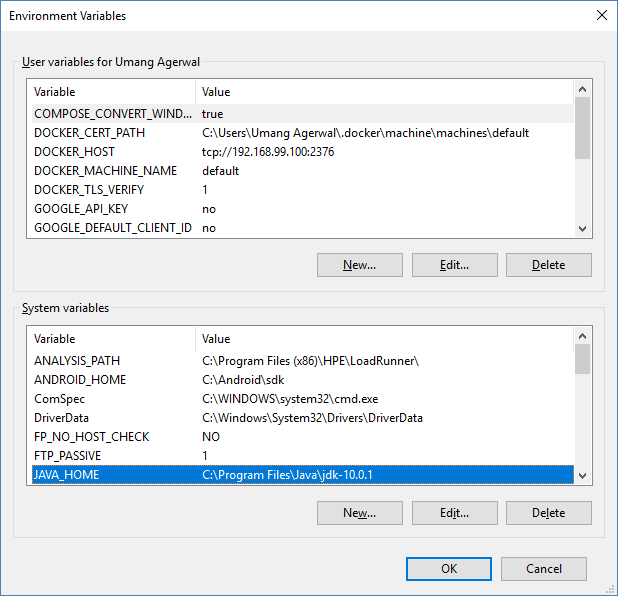 Environment Variables
User variables for Umang Agerwal
Variable Value
COMPOSE_CONVERT_WIND... true
DOCKER_CERT_PATH C:\Users\Umang Agerwal\.docker\machine\machines\default
DOCKER_HOST tcp://192.168.99.100:2376
DOCKER_MACHINE_NAME default
DOCKER_TLS_VERIFY 1
GOOGLE_API_KEY no
GOOGLE_DEFAULT_CLIENT_ID no
New... Edit... Delete
System variables
Variable Value
ANALYSIS_PATH C:\Program Files (x86)\HPE\LoadRunner\
ANDROID_HOME C:\Android\sdk
ComSpec C:\WINDOWS\system32\cmd.exe
DriverData C:\Windows\System32\Drivers\DriverData
FP_NO_HOST_CHECK NO
FTP_PASSIVE 1
JAVA_HOME C:\Program Files\Java\jdk-10.0.1
New... Edit... Delete
OK Cancel